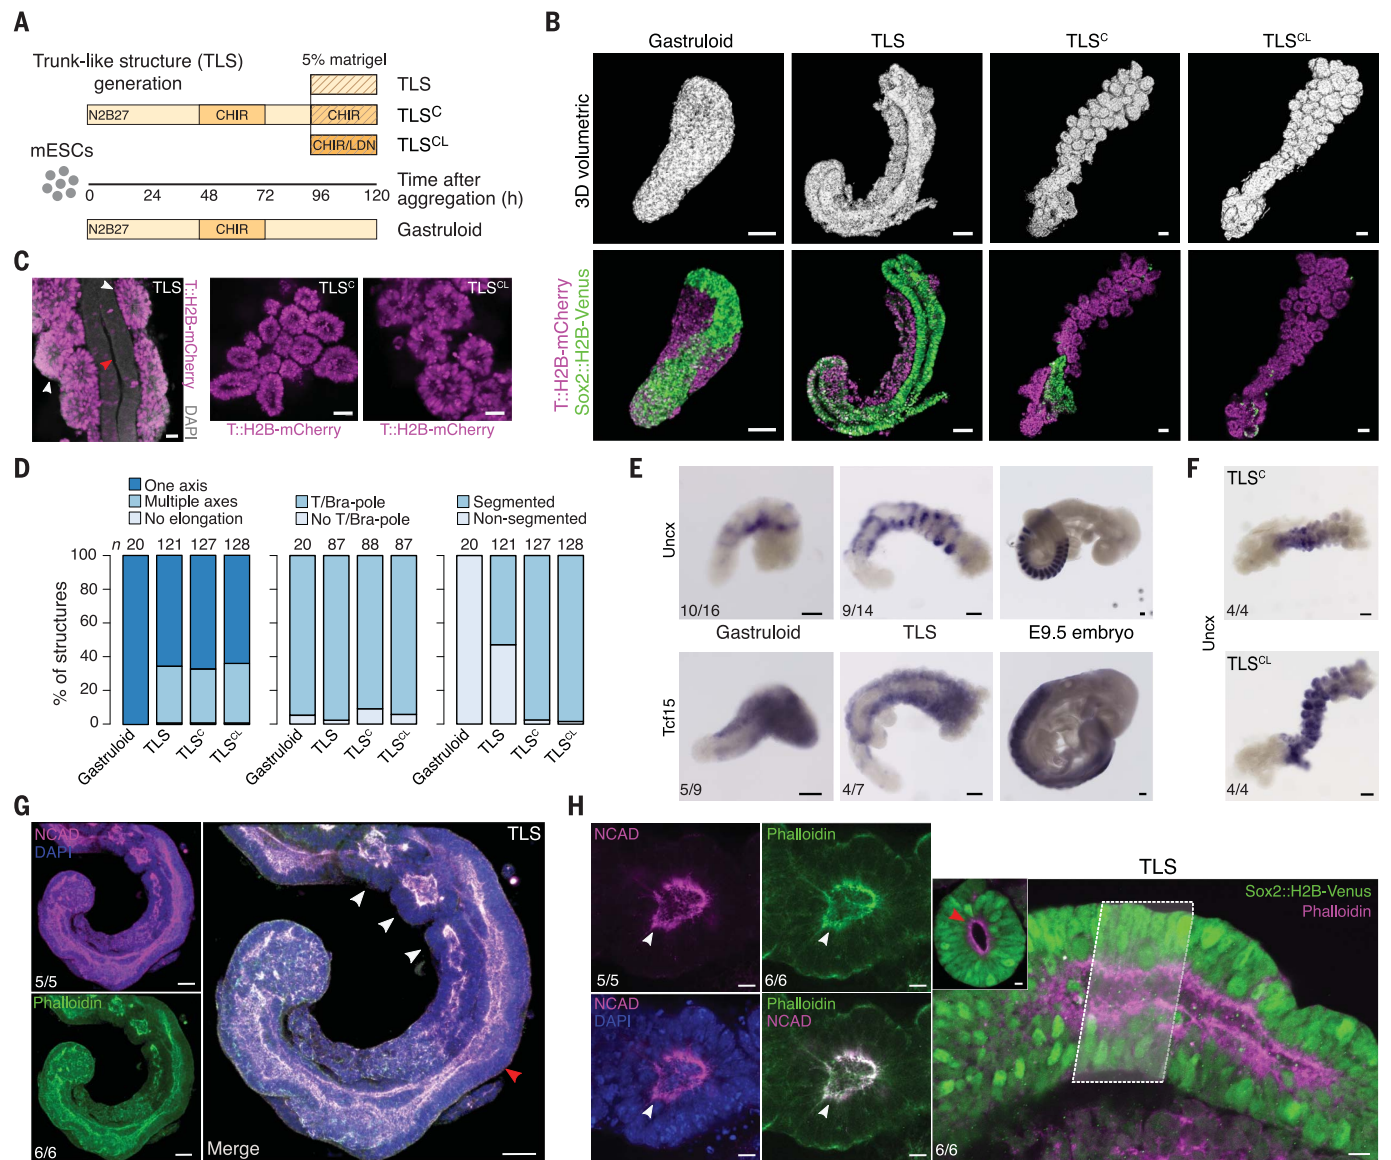 A
Trunk-like structure (TLS)
generation
5% matrigel
TLS
N2B27
CHIR
CHIR
TLSC
CHIR/LDN
TLSCL
mESCs
0 24 48 72 96 120
Time after
aggregation (h)
N2B27
CHIR
Gastruloid
B
Gastruloid
TLS
TLSC
TLSCL
3D volumetric
T::H2B-mCherry
Sox2::H2B-Venus
C
TLS
T::H2B-mCherry
DAPI
TLSC
T::H2B-mCherry
TLSCL
T::H2B-mCherry
D
One axis
Multiple axes
No elongation
T/Bra-pole
No T/Bra-pole
Segmented
Non-segmented
n 20 121 127 128
20 87 88 87
20 121 127 128
% of structures
100
80
60
40
20
0
Gastruloid
TLS
TLSC
TLSCL
Gastruloid
TLS
TLSC
TLSCL
Gastruloid
TLS
TLSC
TLSCL
E
Uncx
10/16
9/14
Gastruloid
TLS
E9.5 embryo
Tcf15
5/9
4/7
F
Uncx
TLSC
4/4
TLSCL
4/4
G
NCAD
DAPI
5/5
Phalloidin
6/6
TLS
Merge
H
NCAD
5/5
Phalloidin
6/6
NCAD
DAPI
Phalloidin
NCAD
TLS
Sox2::H2B-Venus
Phalloidin
6/6